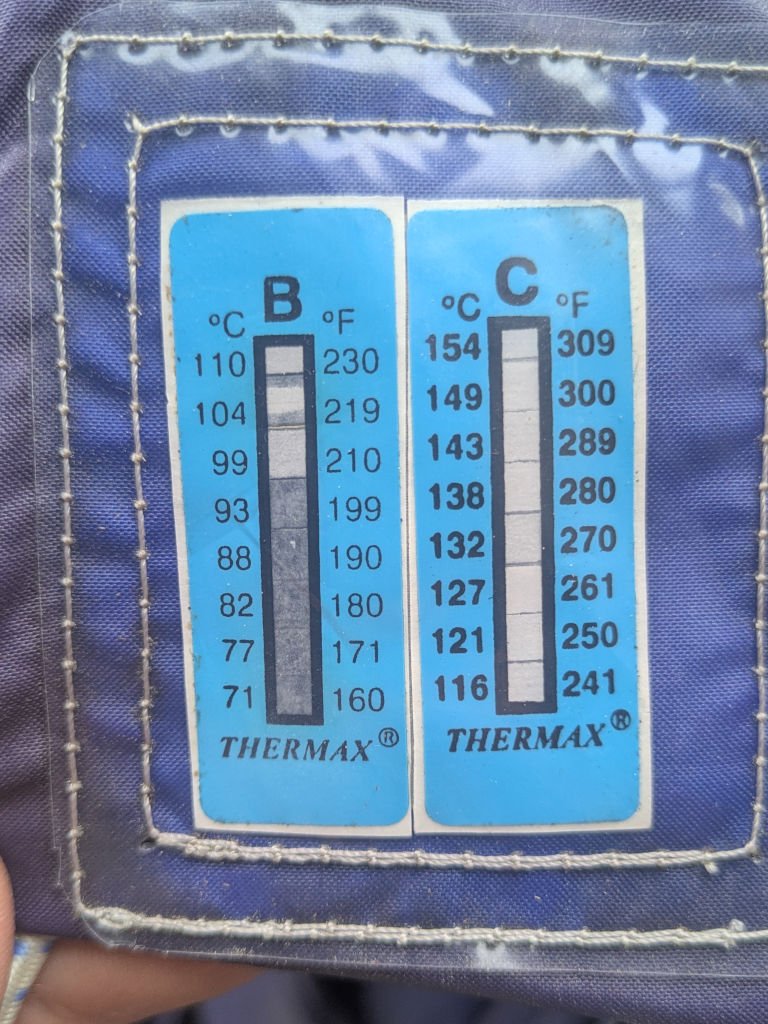 B
°C °F
110 230
104 219
99 210
93 199
88 190
82 180
77 171
71 160
THERMAX®
C
°C °F
154 309
149 300
143 289
138 280
132 270
127 261
121 250
116 241
THERMAX®